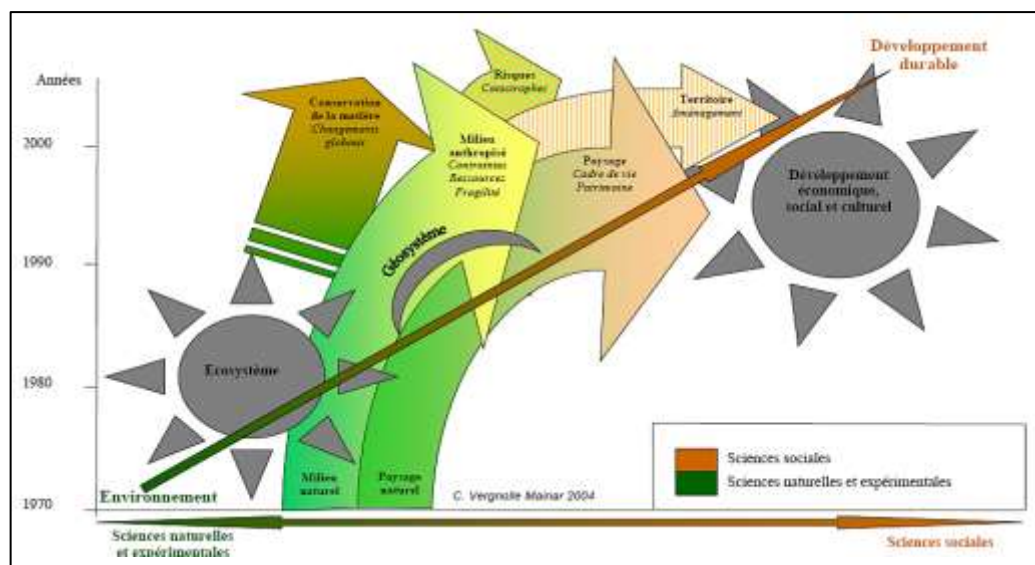 Développement
durable
Années
Risques
Catastrophes
Conservation
de la matière
Changements
globaux
Territoire
Aménagement
2000
Milieu
anthropisé
Contraintes
Ressources
Fragilité
Paysage
Cadre de vie
Patrimoine
Développement
économique,
social et culturel
Géosystème
1990
Ecosystème
1980
Sciences sociales
Sciences naturelles et expérimentales
Milieu
naturel
Paysage
naturel
C. Vergnolle Mainar 2004
Environnement
1970
Sciences naturelles
et expérimentales
Sciences sociales